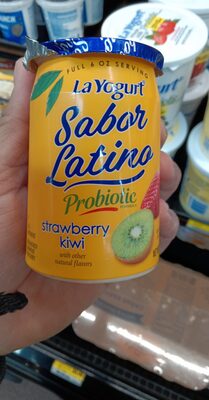 FULL 6 OZ SERVING
La Yogurt
Sabor
Latino
Probiotic
strawberry
kiwi
with other
natural flavors